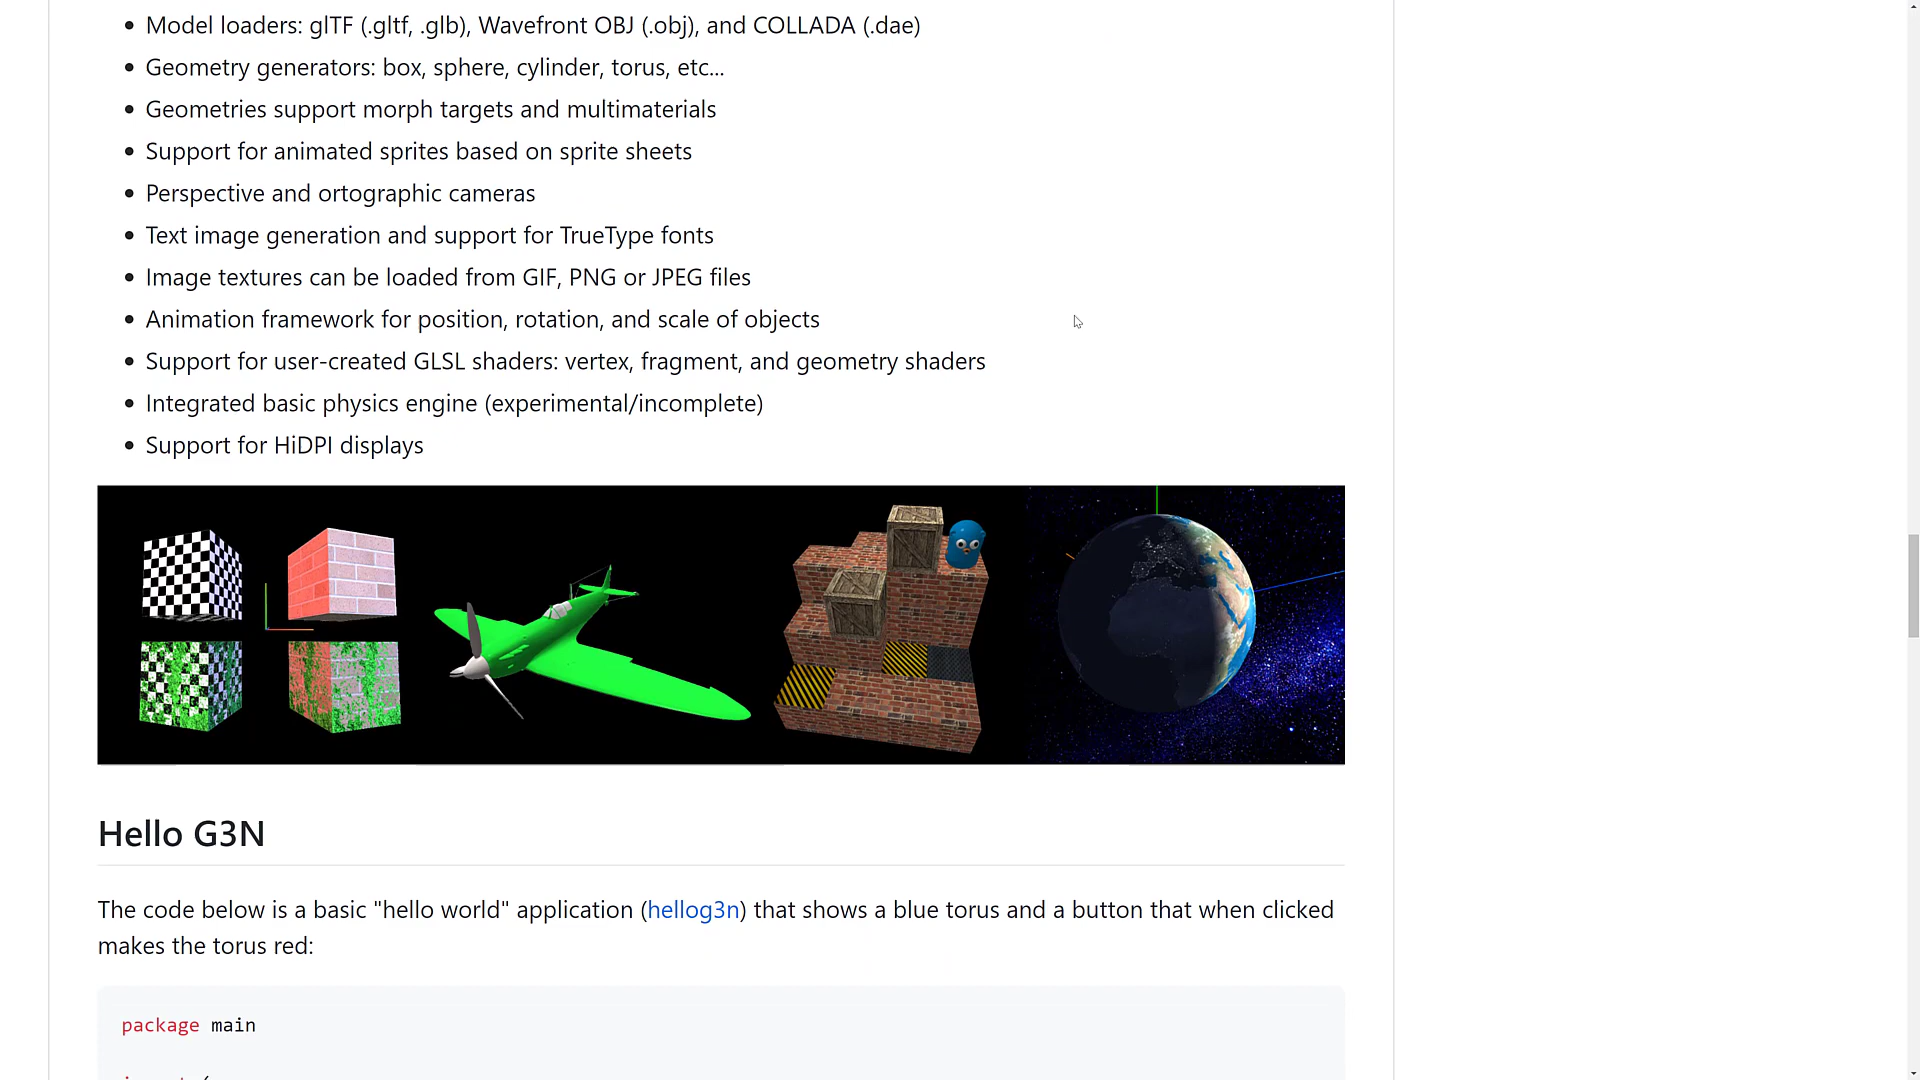 Model loaders: glTF (.gltf, .glb), Wavefront OBJ (.obj), and COLLADA (.dae)
Geometry generators: box, sphere, cylinder, torus, etc...
Geometries support morph targets and multimaterials
Support for animated sprites based on sprite sheets
Perspective and ortographic cameras
Text image generation and support for TrueType fonts
Image textures can be loaded from GIF, PNG or JPEG files
Animation framework for position, rotation, and scale of objects
Support for user-created GLSL shaders: vertex, fragment, and geometry shaders
Integrated basic physics engine (experimental/incomplete)
Support for HiDPI displays
Hello G3N
The code below is a basic "hello world" application (hellog3n) that shows a blue torus and a button that when clicked
makes the torus red:
package main